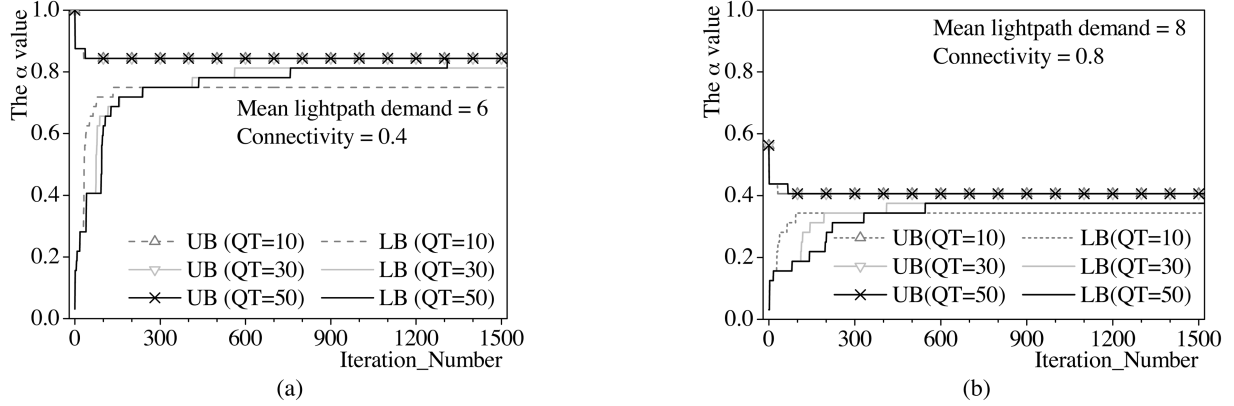 The α value
1.0
0.8
0.6
0.4
0.2
0.0
Mean lightpath demand = 6
Connectivity = 0.4
UB (QT=10) LB (QT=10)
UB (QT=30) LB (QT=30)
UB (QT=50) LB (QT=50)
0 300 600 900 1200 1500
Iteration_Number
(a)
The α value
1.0
0.8
0.6
0.4
0.2
0.0
Mean lightpath demand = 8
Connectivity = 0.8
UB(QT=10) LB(QT=10)
UB(QT=30) LB(QT=30)
UB(QT=50) LB(QT=50)
0 300 600 900 1200 1500
Iteration_Number
(b)